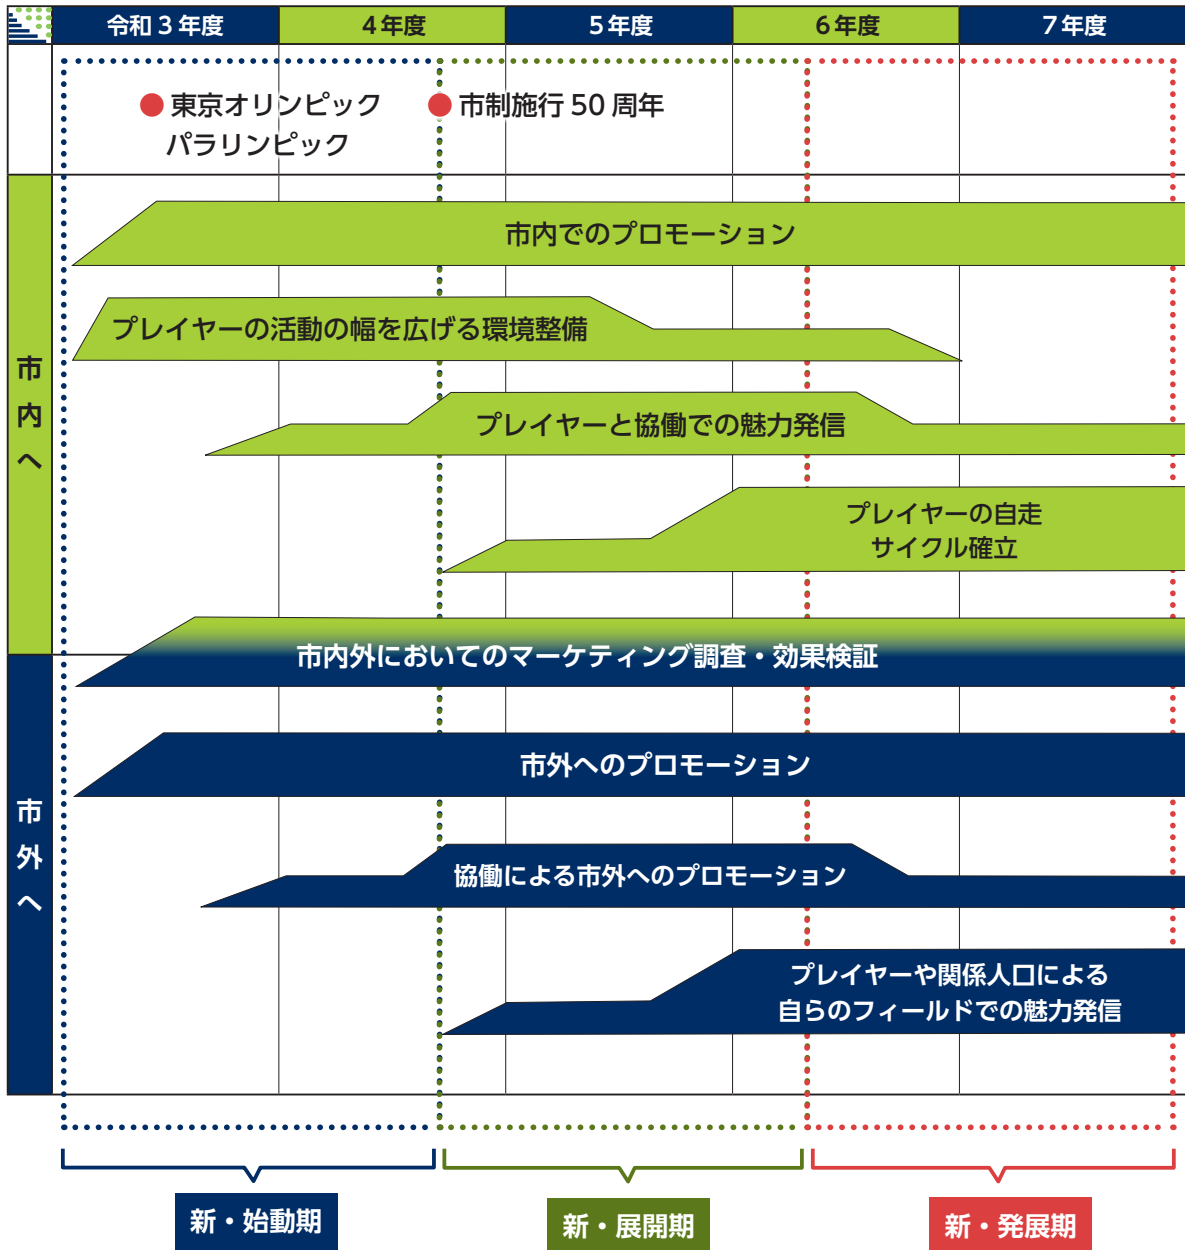 令和3年度
4年度
5年度
6年度
7年度
東京オリンピック
パラリンピック
市制施行50周年
市内へ
市内でのプロモーション
プレイヤーの活動の幅を広げる環境整備
プレイヤーと協働での魅力発信
プレイヤーの自走
サイクル確立
市内外においてのマーケティング調査・効果検証
市外へ
市外へのプロモーション
協働による市外へのプロモーション
プレイヤーや関係人口による
自らのフィールドでの魅力発信
新・始動期
新・展開期
新・発展期